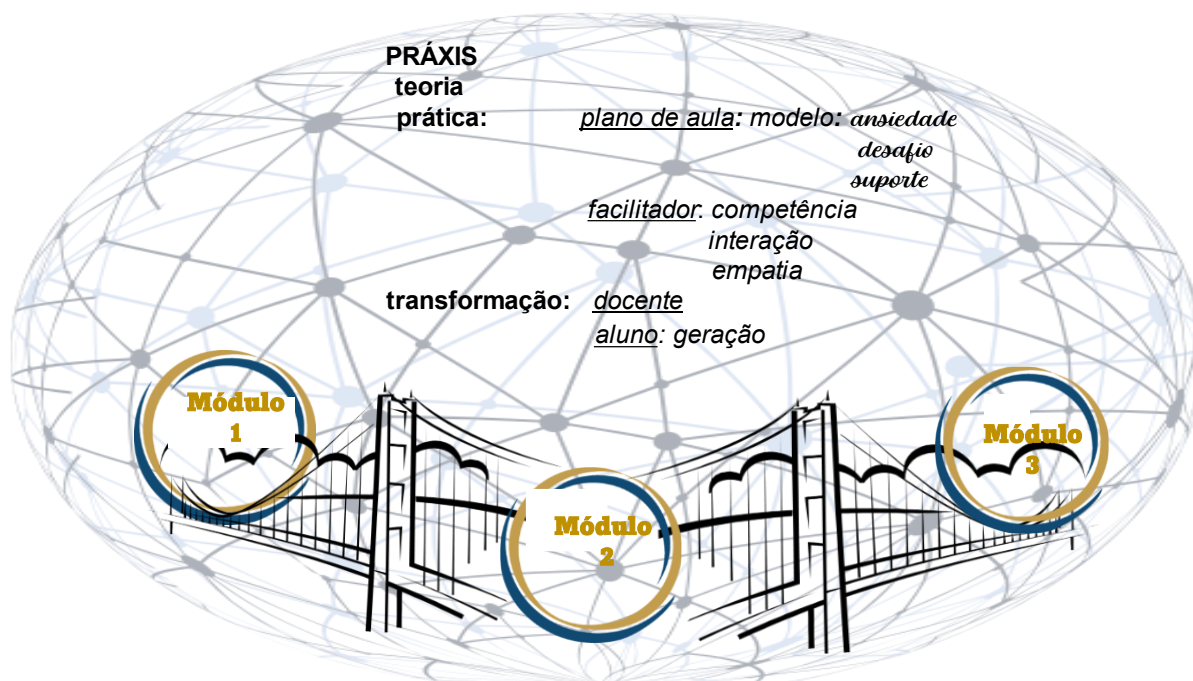 PRÁXIS
teoria
prática: plano de aula: modelo: ansiedade
desafio
suporte
facilitador: competência
interação
empatia
transformação: docente
aluno: geração
Módulo
1
Módulo
2
Módulo
3